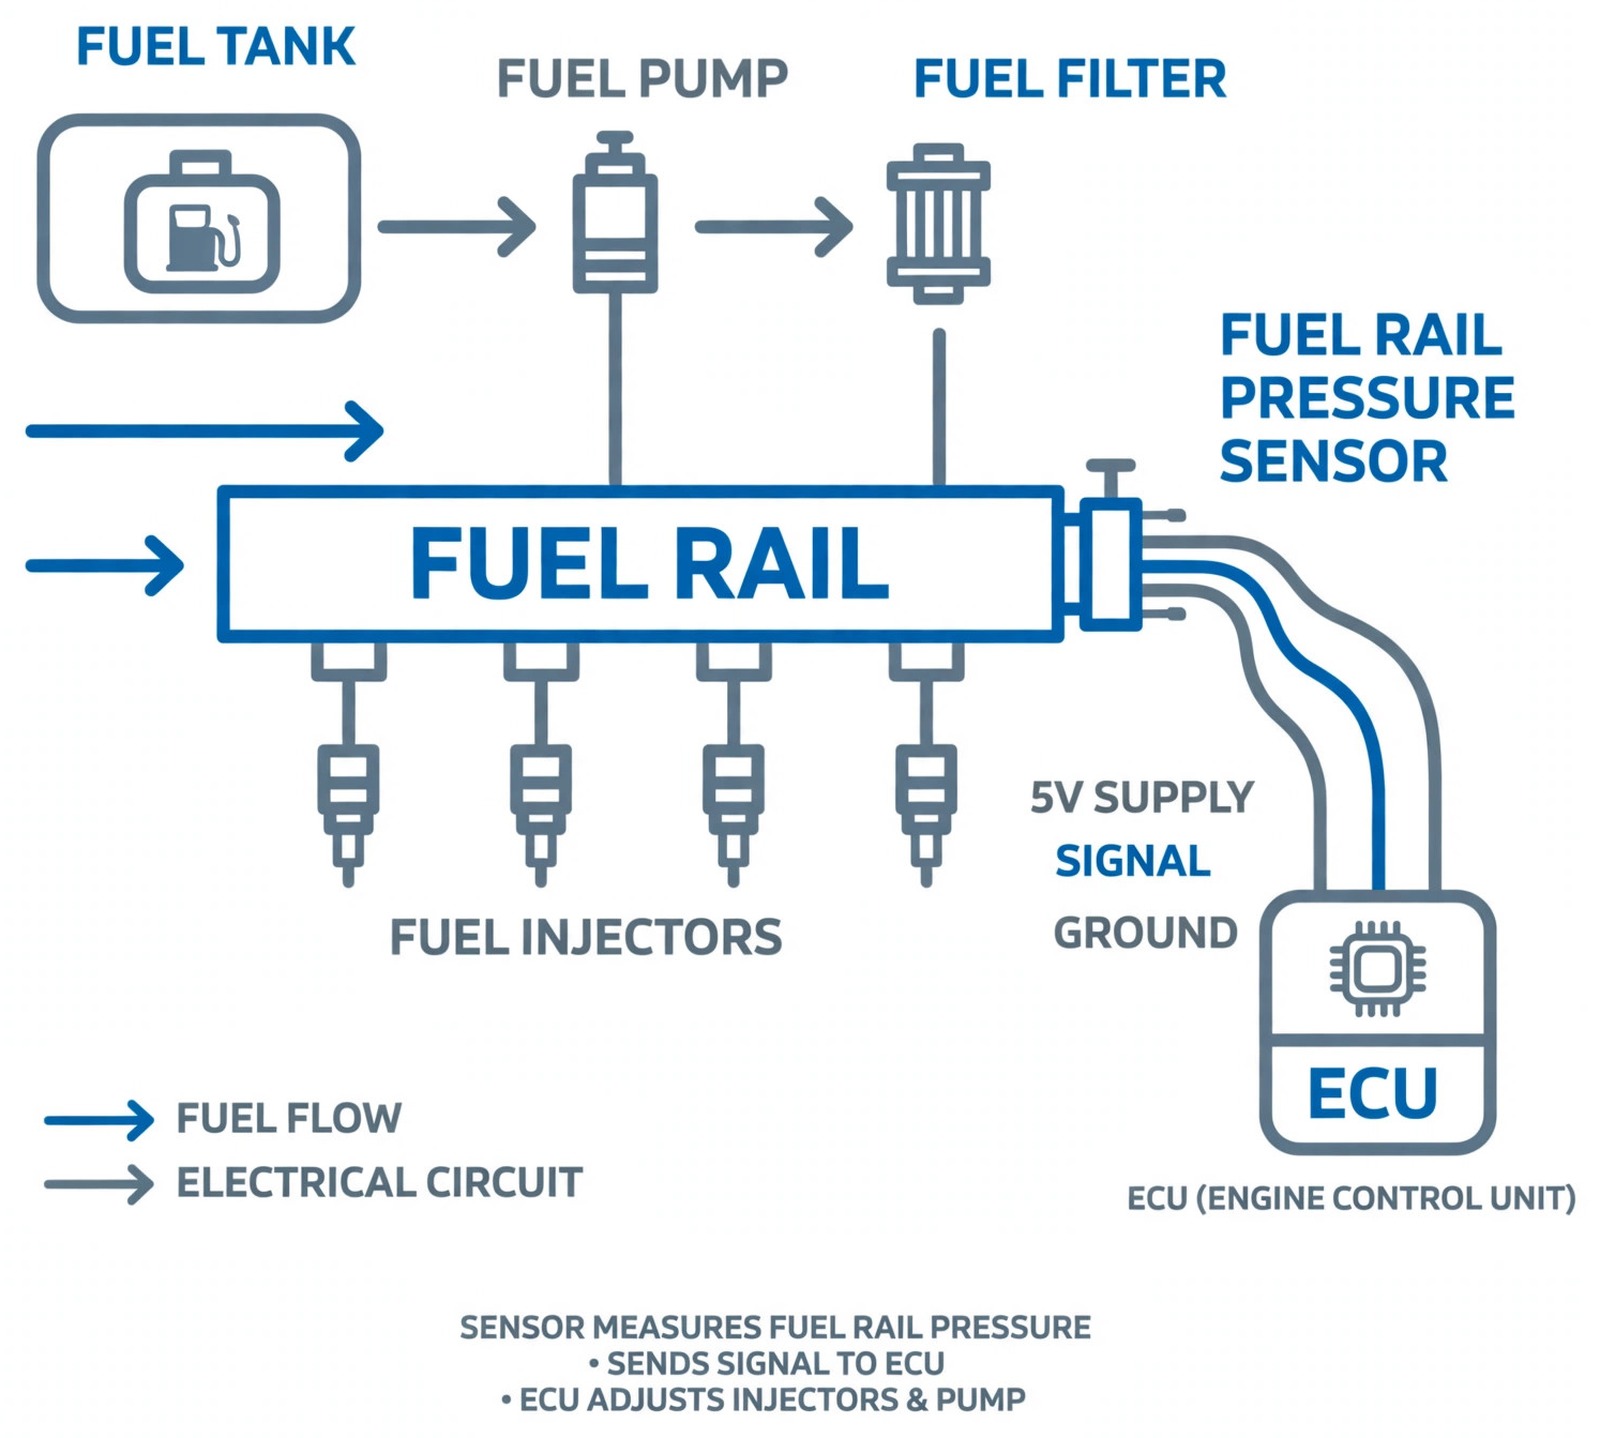 FUEL TANK
FUEL PUMP
FUEL FILTER
FUEL RAIL
PRESSURE
SENSOR
FUEL RAIL
5V SUPPLY
SIGNAL
GROUND
FUEL INJECTORS
ECU
FUEL FLOW
ELECTRICAL CIRCUIT
ECU (ENGINE CONTROL UNIT)
SENSOR MEASURES FUEL RAIL PRESSURE
• SENDS SIGNAL TO ECU
• ECU ADJUSTS INJECTORS & PUMP